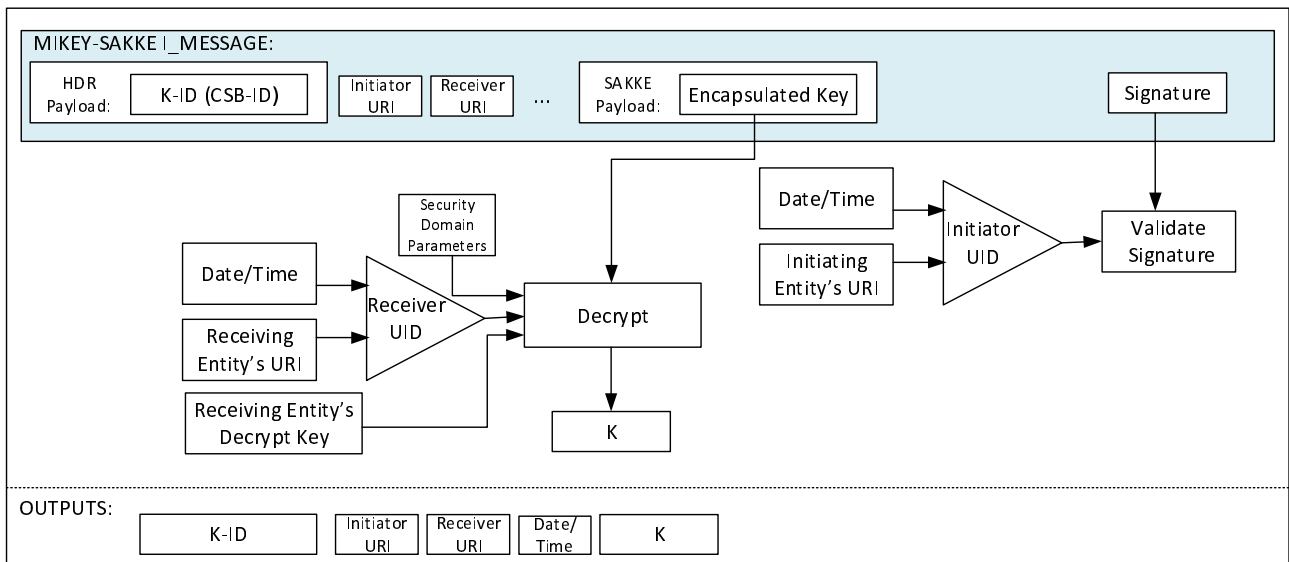 MIKEY-SAKKE I_MESSAGE:
HDR
Payload:
K-ID (CSB-ID)
Initiator
URI
Receiver
URI
...
SAKKE
Payload:
Encapsulated Key
Signature
Date/Time
Initiating
Entity's URI
Initiator
UID
Validate
Signature
Security
Domain
Parameters
Date/Time
Receiving
Entity's URI
Receiver
UID
Decrypt
Receiving Entity's
Decrypt Key
K
OUTPUTS:
K-ID
Initiator
URI
Receiver
URI
Date/
Time
K